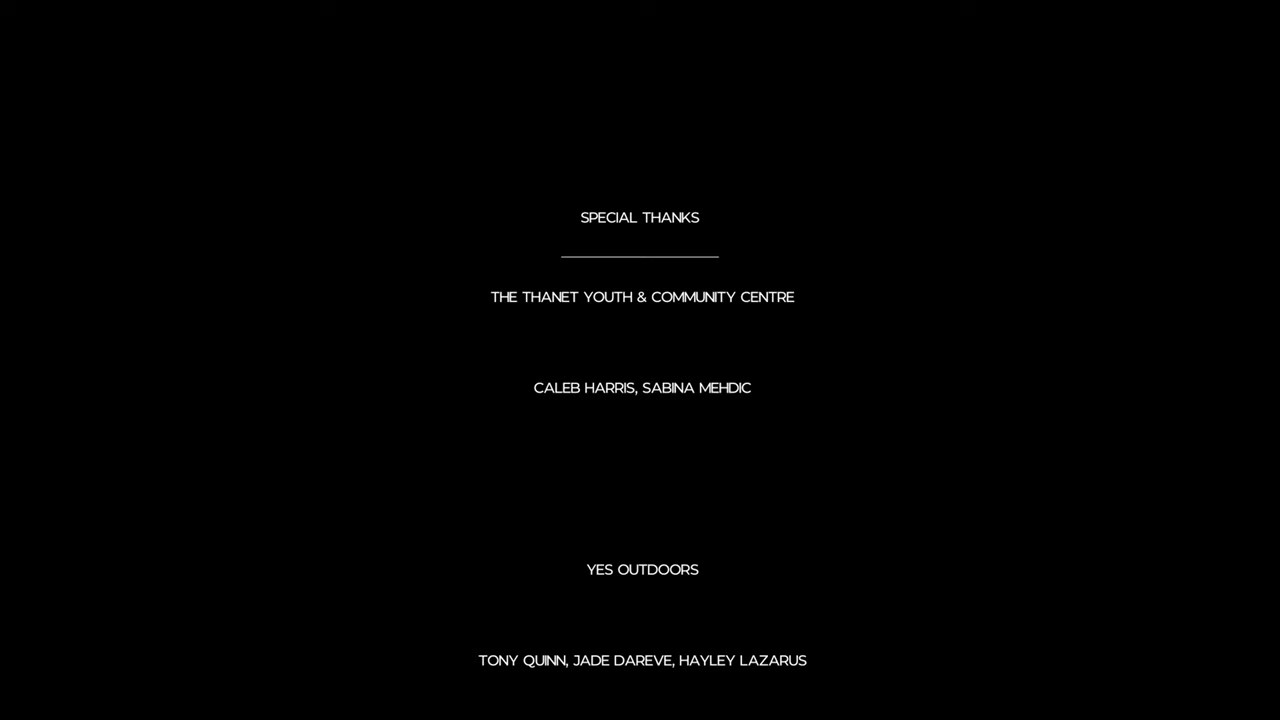 SPECIAL THANKS
THE THANET YOUTH & COMMUNITY CENTRE
CALEB HARRIS, SABINA MEHDIC
YES OUTDOORS
TONY QUINN, JADE DAREVE, HAYLEY LAZARUS